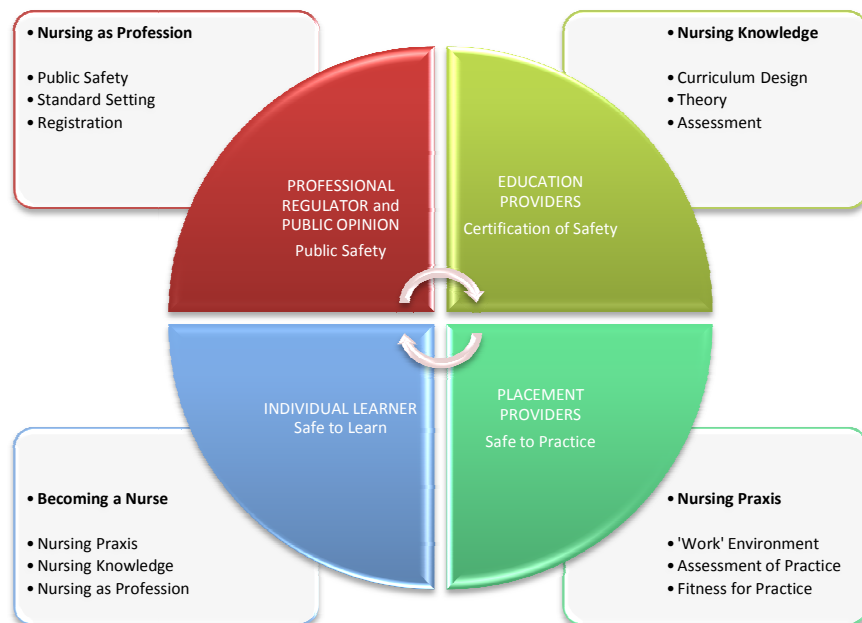 • Nursing as Profession
• Public Safety
• Standard Setting
• Registration
• Nursing Knowledge
• Curriculum Design
• Theory
• Assessment
PROFESSIONAL
REGULATOR and
PUBLIC OPINION
Public Safety
EDUCATION
PROVIDERS
Certification of Safety
INDIVIDUAL LEARNER
Safe to Learn
PLACEMENT
PROVIDERS
Safe to Practice
• Becoming a Nurse
• Nursing Praxis
• Nursing Knowledge
• Nursing as Profession
• Nursing Praxis
• 'Work' Environment
• Assessment of Practice
• Fitness for Practice